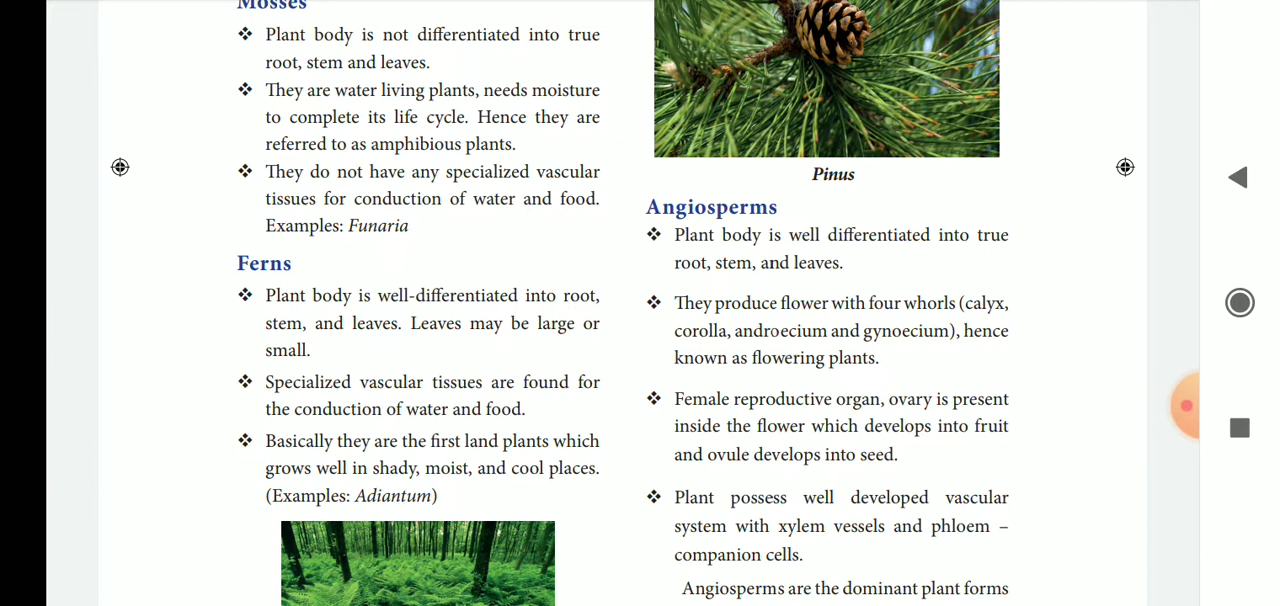 Mosses
❖ Plant body is not differentiated into true
root, stem and leaves.
❖ They are water living plants, needs moisture
to complete its life cycle. Hence they are
referred to as amphibious plants.
❖ They do not have any specialized vascular
tissues for conduction of water and food.
Examples: Funaria
Ferns
❖ Plant body is well-differentiated into root,
stem, and leaves. Leaves may be large or
small.
❖ Specialized vascular tissues are found for
the conduction of water and food.
❖ Basically they are the first land plants which
grows well in shady, moist, and cool places.
(Examples: Adiantum)
Pinus
Angiosperms
❖ Plant body is well differentiated into true
root, stem, and leaves.
❖ They produce flower with four whorls (calyx,
corolla, androecium and gynoecium), hence
known as flowering plants.
❖ Female reproductive organ, ovary is present
inside the flower which develops into fruit
and ovule develops into seed.
❖ Plant possess well developed vascular
system with xylem vessels and phloem –
companion cells.
Angiosperms are the dominant plant forms